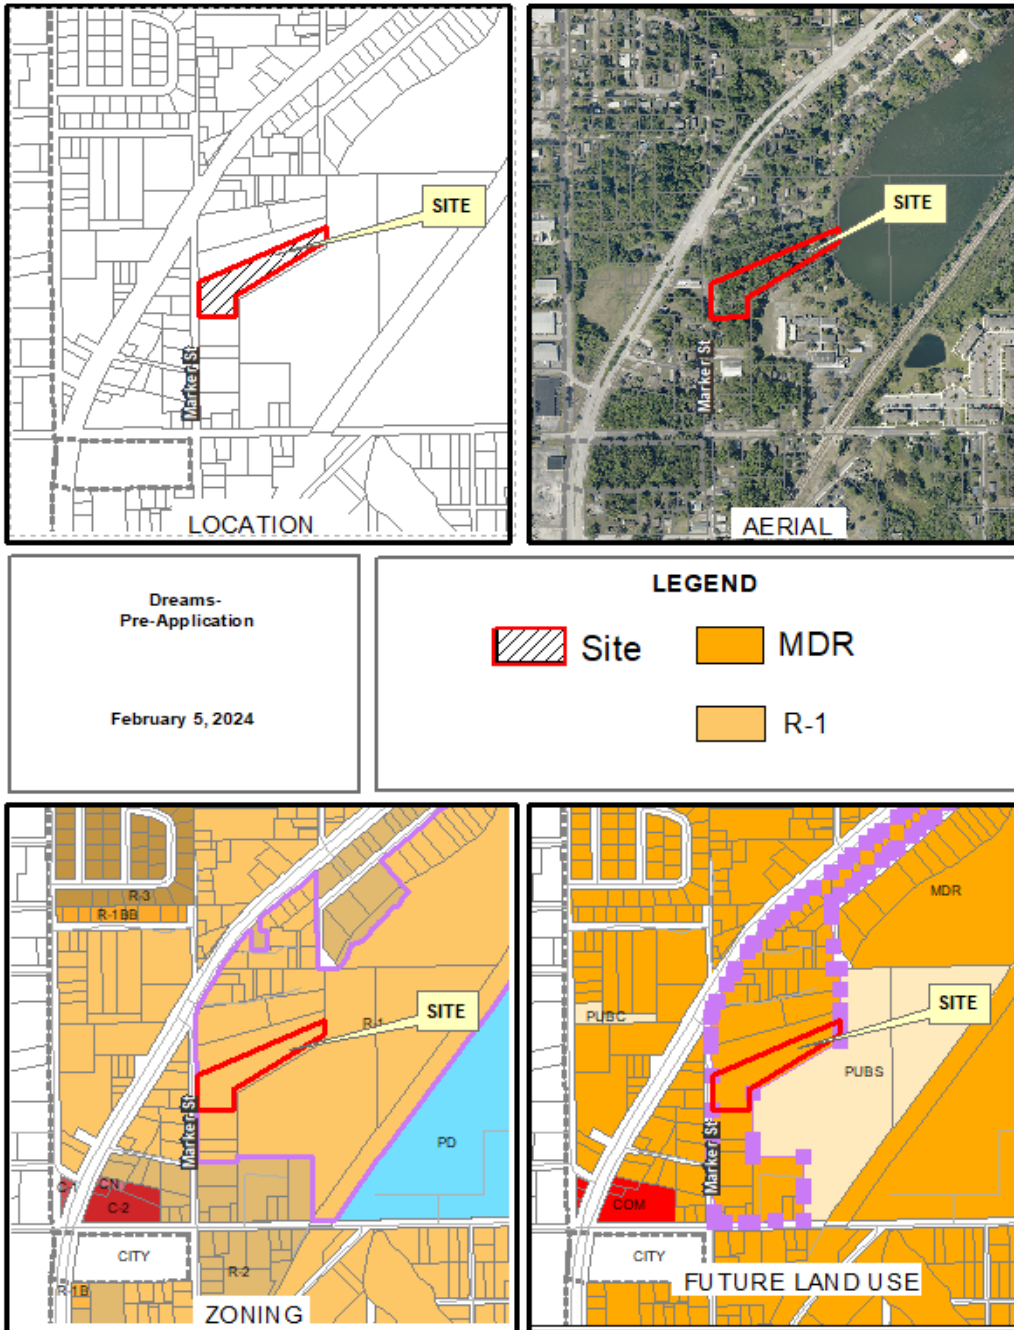 SITE
Marker St
LOCATION
SITE
Marker St
AERIAL
Dreams-
Pre-Application
February 5, 2024
LEGEND
Site
MDR
R-1
R-3
R-1BB
R-1
SITE
Marker St
PD
CN
C-2
CITY
R-2
R-1B
ZONING
MDR
SITE
PUBC
PUBS
Marker St
COM
CITY
FUTURE LAND USE